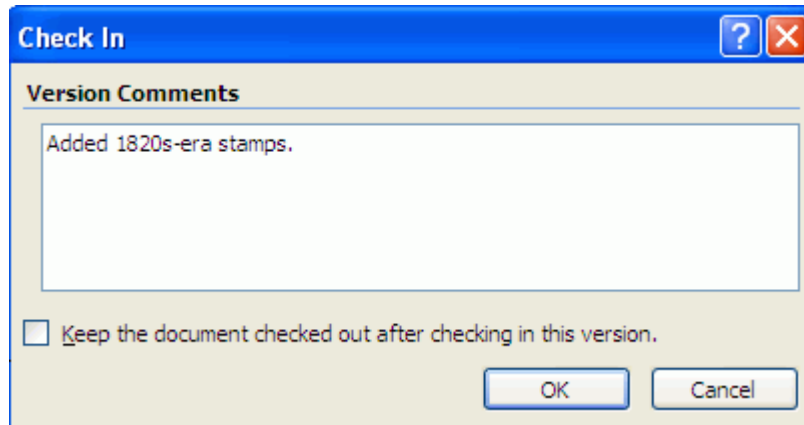 Check In
Version Comments
Added 1820s-era stamps.
Keep the document checked out after checking in this version.
OK Cancel